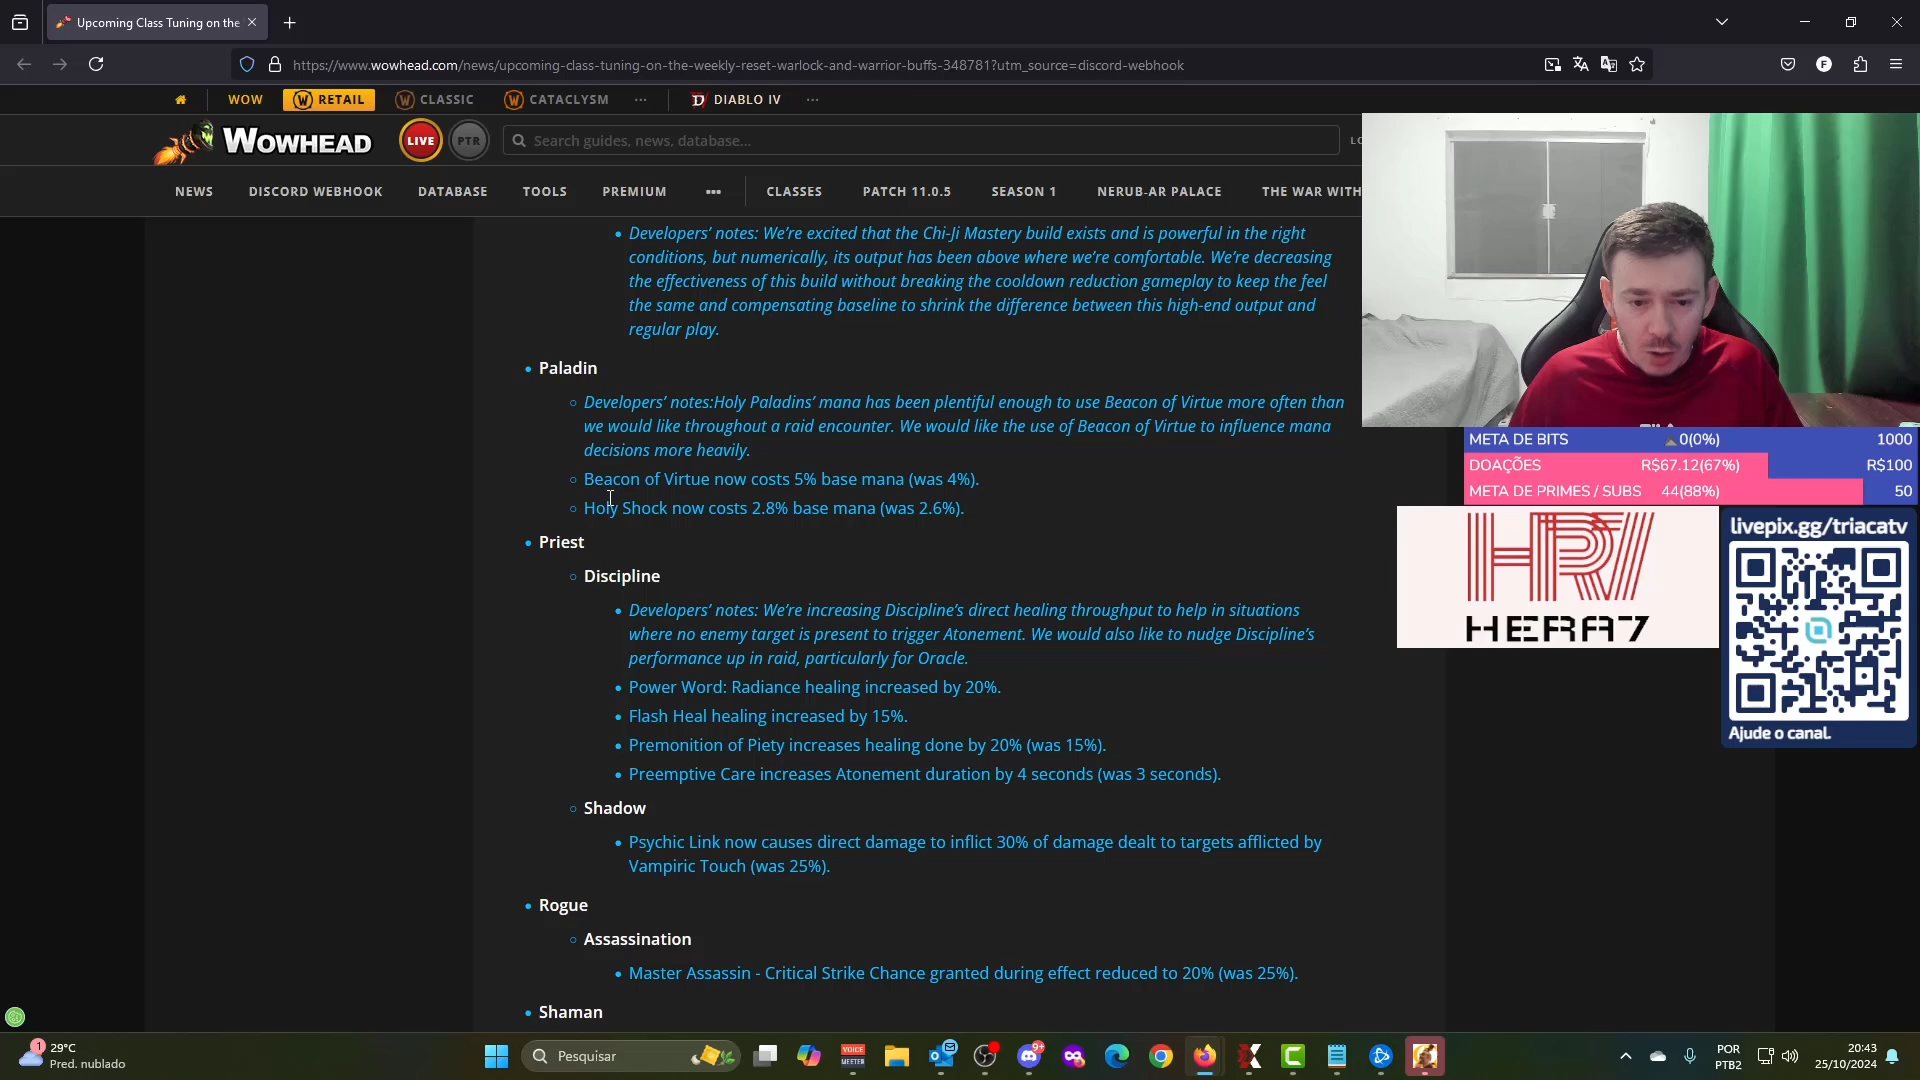 Upcoming Class Tuning on the
https://www.wowhead.com/news/upcoming-class-tuning-on-the-weekly-reset-warlock-and-warrior-buffs-348781?utm_source=discord-webhook
WOW
RETAIL
CLASSIC
CATACLYSM
DIABLO IV
WOWHEAD
LIVE
PTR
Search guides, news, database...
NEWS
DISCORD WEBHOOK
DATABASE
TOOLS
PREMIUM
CLASSES
PATCH 11.0.5
SEASON 1
NERUB-AR PALACE
THE WAR WITH
Developers’ notes: We’re excited that the Chi-Ji Mastery build exists and is powerful in the right
conditions, but numerically, its output has been above where we’re comfortable. We’re decreasing
the effectiveness of this build without breaking the cooldown reduction gameplay to keep the feel
the same and compensating baseline to shrink the difference between this high-end output and
regular play.
Paladin
Developers’ notes:Holy Paladins’ mana has been plentiful enough to use Beacon of Virtue more often than
we would like throughout a raid encounter. We would like the use of Beacon of Virtue to influence mana
decisions more heavily.
Beacon of Virtue now costs 5% base mana (was 4%).
Holy Shock now costs 2.8% base mana (was 2.6%).
Priest
Discipline
Developers’ notes: We’re increasing Discipline’s direct healing throughput to help in situations
where no enemy target is present to trigger Atonement. We would also like to nudge Discipline’s
performance up in raid, particularly for Oracle.
Power Word: Radiance healing increased by 20%.
Flash Heal healing increased by 15%.
Premonition of Piety increases healing done by 20% (was 15%).
Preemptive Care increases Atonement duration by 4 seconds (was 3 seconds).
Shadow
Psychic Link now causes direct damage to inflict 30% of damage dealt to targets afflicted by
Vampiric Touch (was 25%).
Rogue
Assassination
Master Assassin - Critical Strike Chance granted during effect reduced to 20% (was 25%).
Shaman
META DE BITS 0(0%) 1000
DOAÇÕES R$67.12(67%) R$100
META DE PRIMES / SUBS 44(88%) 50
HERA7
livepix.gg/triacatv
Ajude o canal.
1
29°C
Pred. nublado
Pesquisar
VOICE
MEETER
9+
POR
PTB2
20:43
25/10/2024